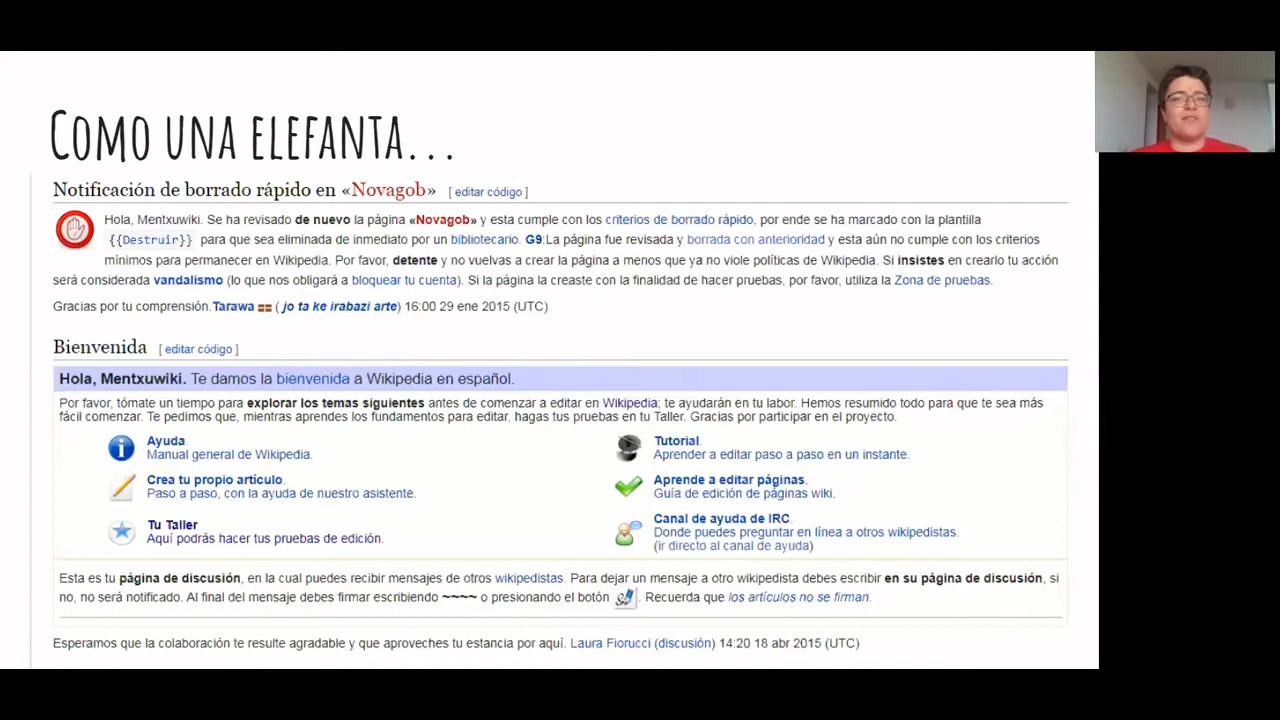 COMO UNA ELEFANTA...
Notificación de borrado rápido en «Novagob» [ editar código ]
Hola, Mentxuwiki. Se ha revisado de nuevo la página «Novagob» y esta cumple con los criterios de borrado rápido, por ende se ha marcado con la plantilla
{{Destruir}} para que sea eliminada de inmediato por un bibliotecario. G9:La página fue revisada y borrada con anterioridad y esta aún no cumple con los criterios
mínimos para permanecer en Wikipedia. Por favor, detente y no vuelvas a crear la página a menos que ya no viole políticas de Wikipedia. Si insistes en crearlo tu acción
será considerada vandalismo (lo que nos obligará a bloquear tu cuenta). Si la página la creaste con la finalidad de hacer pruebas, por favor, utiliza la Zona de pruebas.
Gracias por tu comprensión.Tarawa ( jo ta ke irabazi arte) 16:00 29 ene 2015 (UTC)
Bienvenida [ editar código ]
Hola, Mentxuwiki. Te damos la bienvenida a Wikipedia en español.
Por favor, tómate un tiempo para explorar los temas siguientes antes de comenzar a editar en Wikipedia; te ayudarán en tu labor. Hemos resumido todo para que te sea más
fácil comenzar. Te pedimos que, mientras aprendes los fundamentos para editar, hagas tus pruebas en tu Taller. Gracias por participar en el proyecto.
Ayuda.
Manual general de Wikipedia.
Tutorial.
Aprender a editar paso a paso en un instante.
Crea tu propio artículo.
Paso a paso, con la ayuda de nuestro asistente.
Aprende a editar páginas.
Guía de edición de páginas wiki.
Tu Taller
Aquí podrás hacer tus pruebas de edición.
Canal de ayuda de IRC.
Donde puedes preguntar en línea a otros wikipedistas.
(ir directo al canal de ayuda)
Esta es tu página de discusión, en la cual puedes recibir mensajes de otros wikipedistas. Para dejar un mensaje a otro wikipedista debes escribir en su página de discusión, si
no, no será notificado. Al final del mensaje debes firmar escribiendo ~~~~ o presionando el botón . Recuerda que los artículos no se firman.
Esperamos que la colaboración te resulte agradable y que aproveches tu estancia por aquí. Laura Fiorucci (discusión) 14:20 18 abr 2015 (UTC)